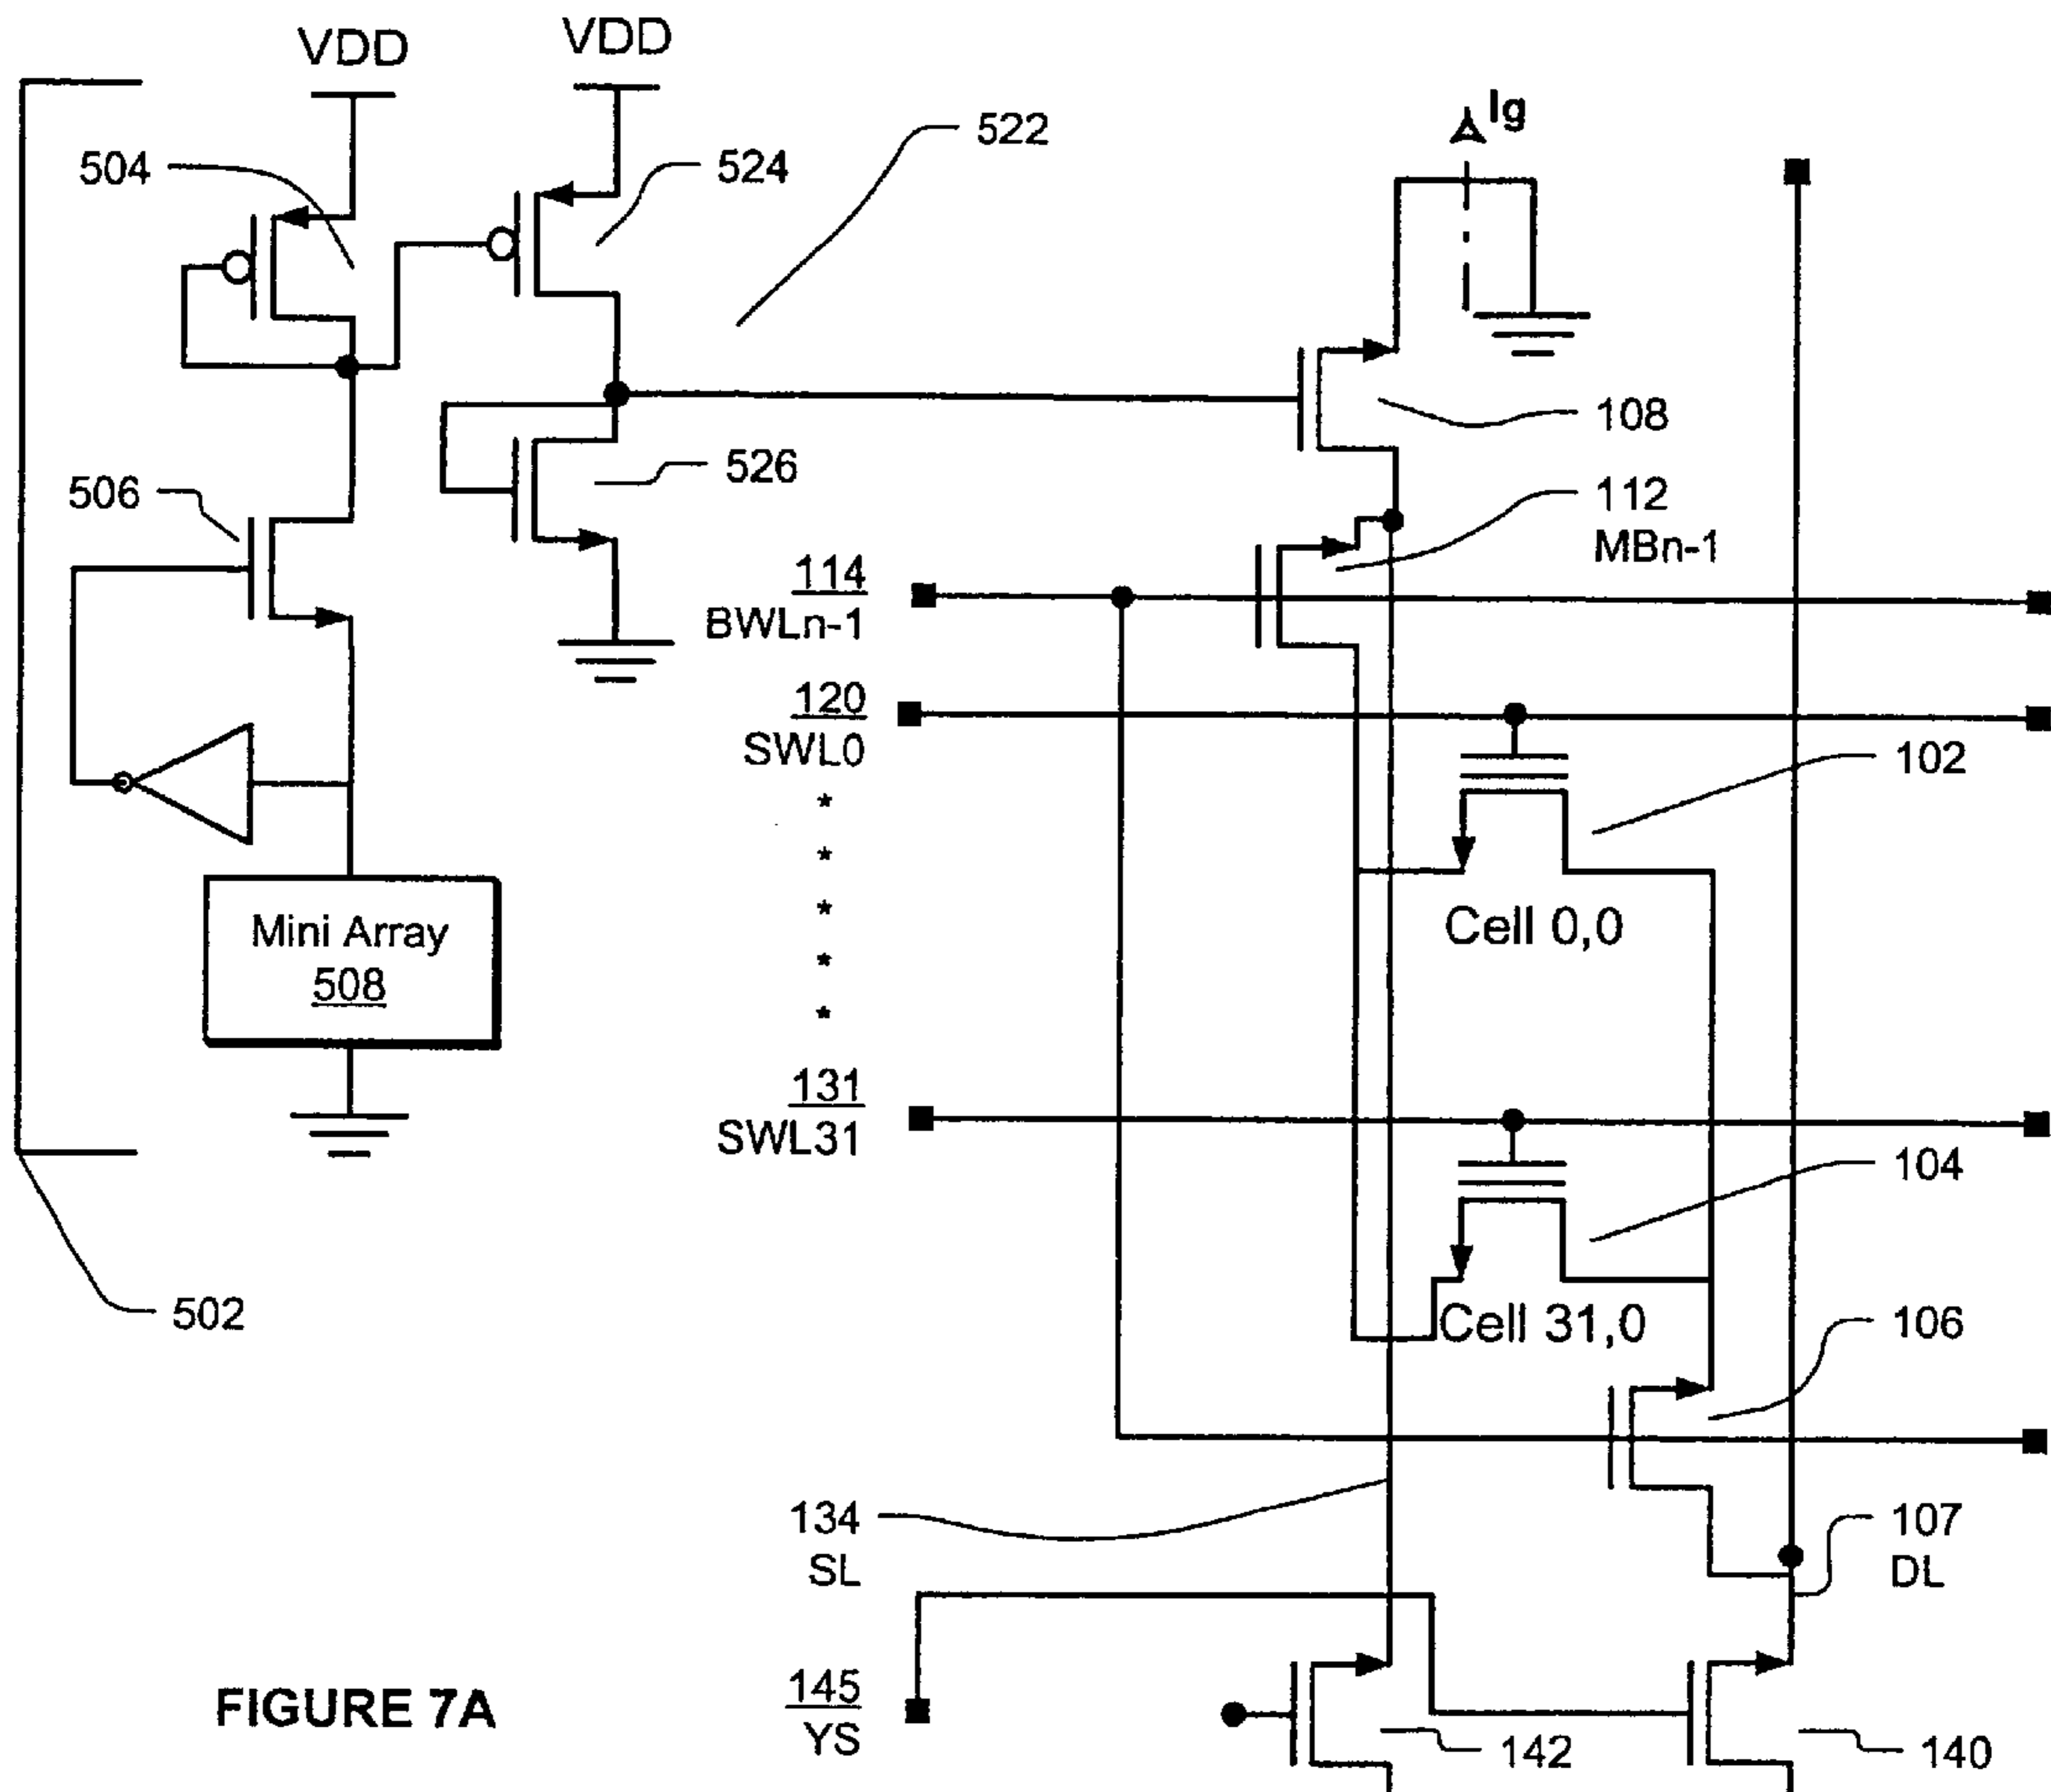 VDD
VDD
Ig
522
504
524
108
526
506
112
MBn-1
114
BWLn-1
120
SWL0
102
*
*
*
*
*
Cell 0,0
Mini Array
508
131
SWL31
104
502
Cell 31,0
106
134
SL
107
DL
145
YS
142
140
FIGURE 7A